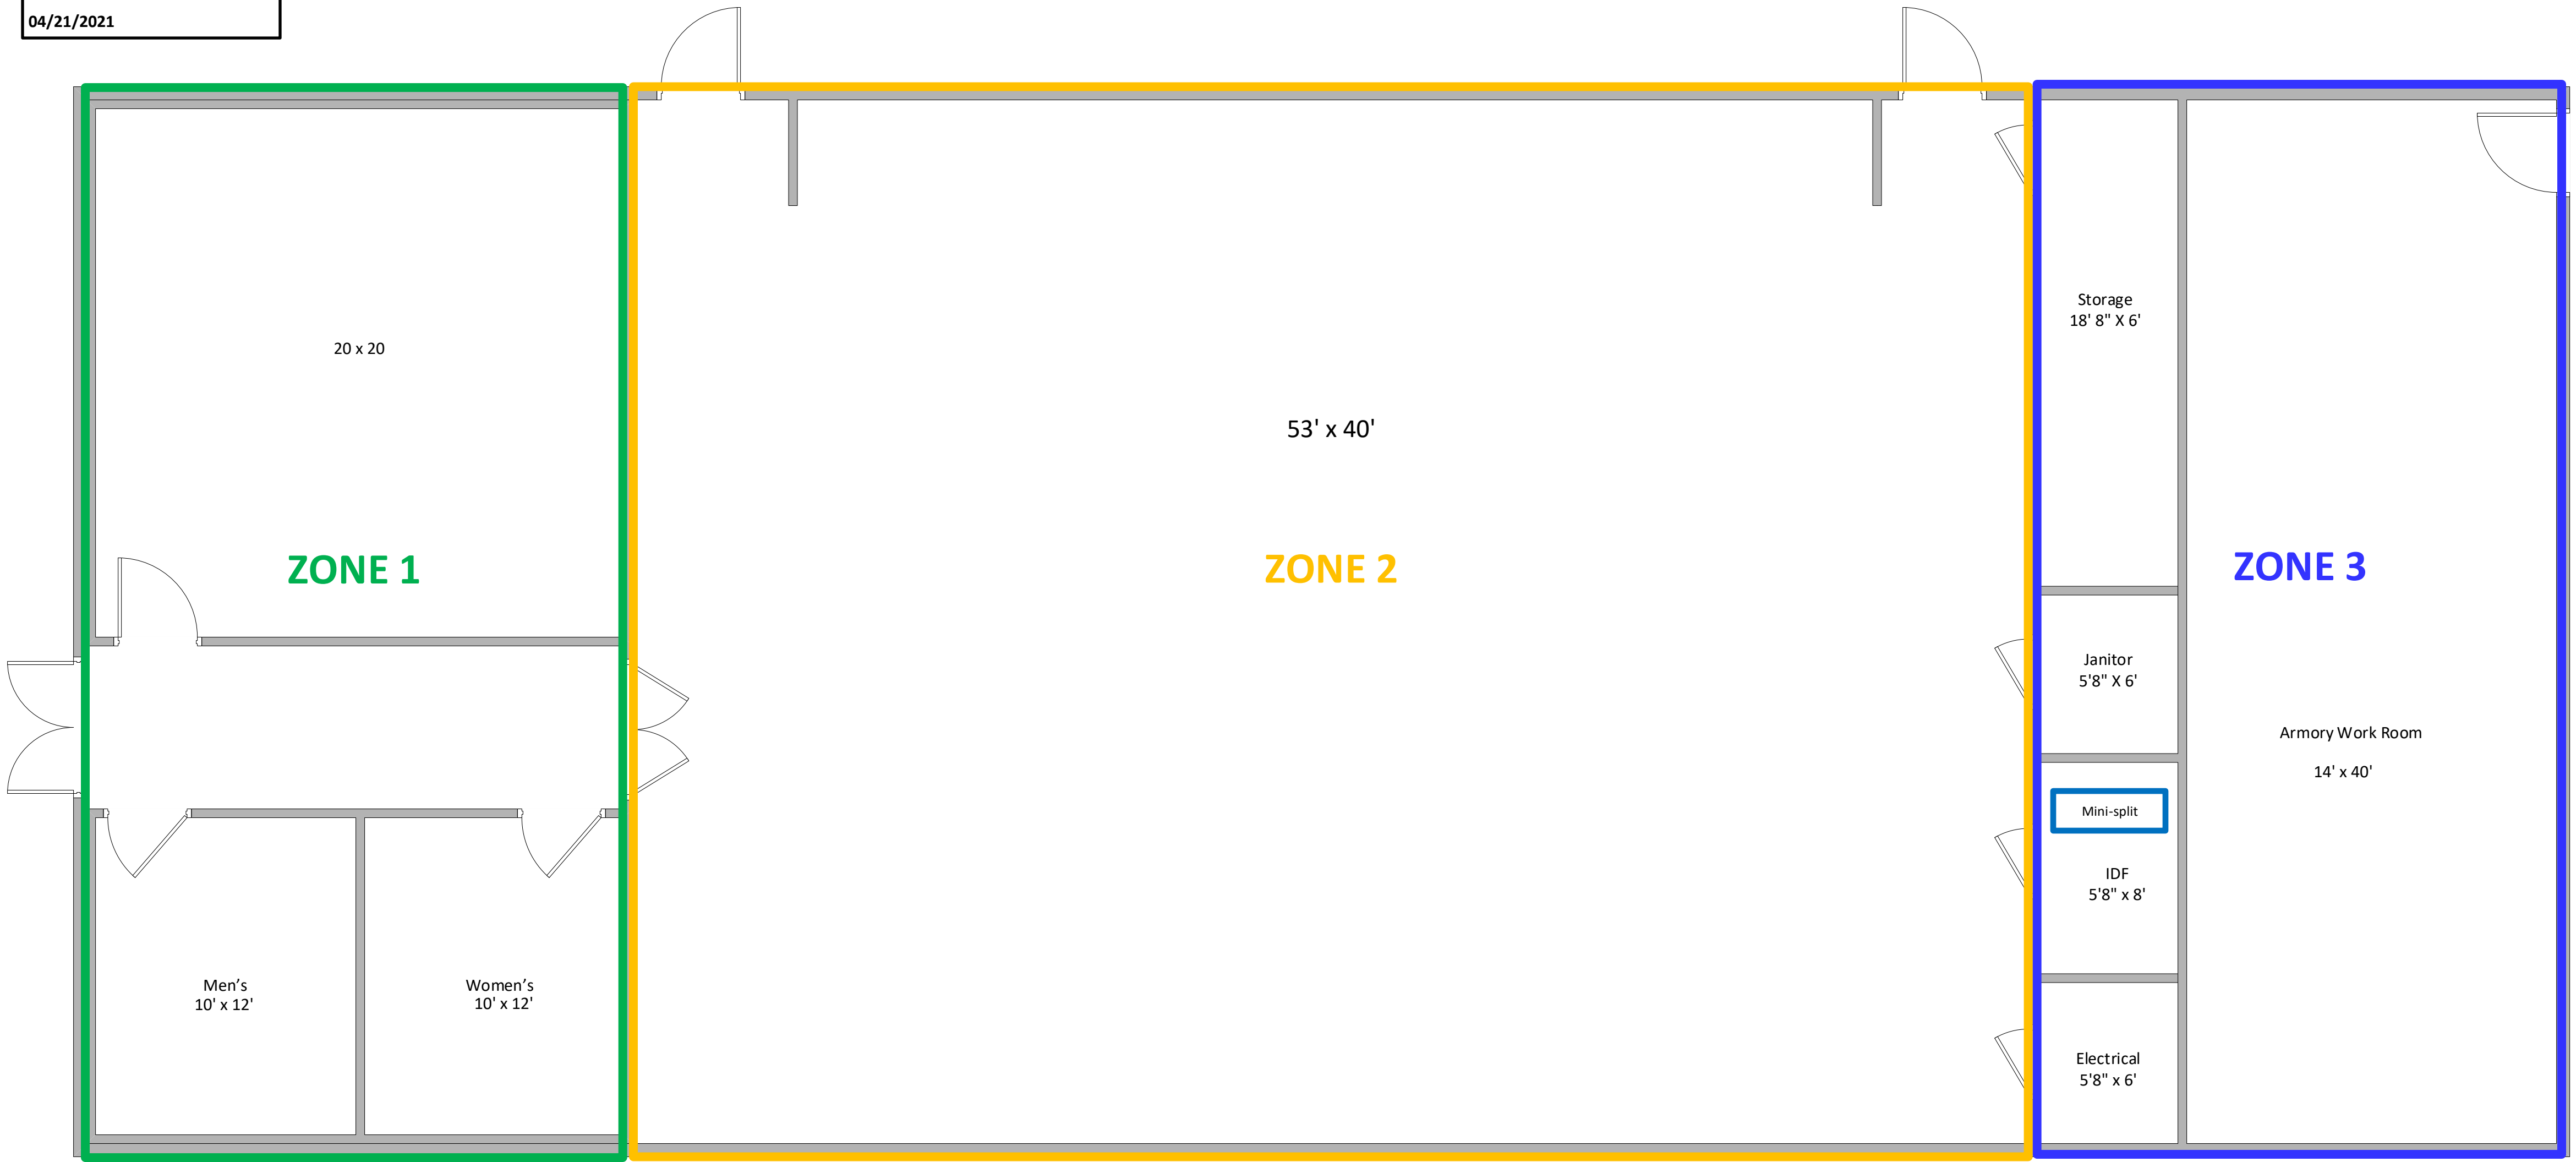 04/21/2021
20 x 20
ZONE 1
Men’s
10' x 12'
Women’s
10' x 12'
53' x 40'
ZONE 2
Storage
18' 8" X 6'
Janitor
5'8" X 6'
Mini-split
IDF
5'8" x 8'
Electrical
5'8" x 6'
ZONE 3
Armory Work Room
14' x 40'